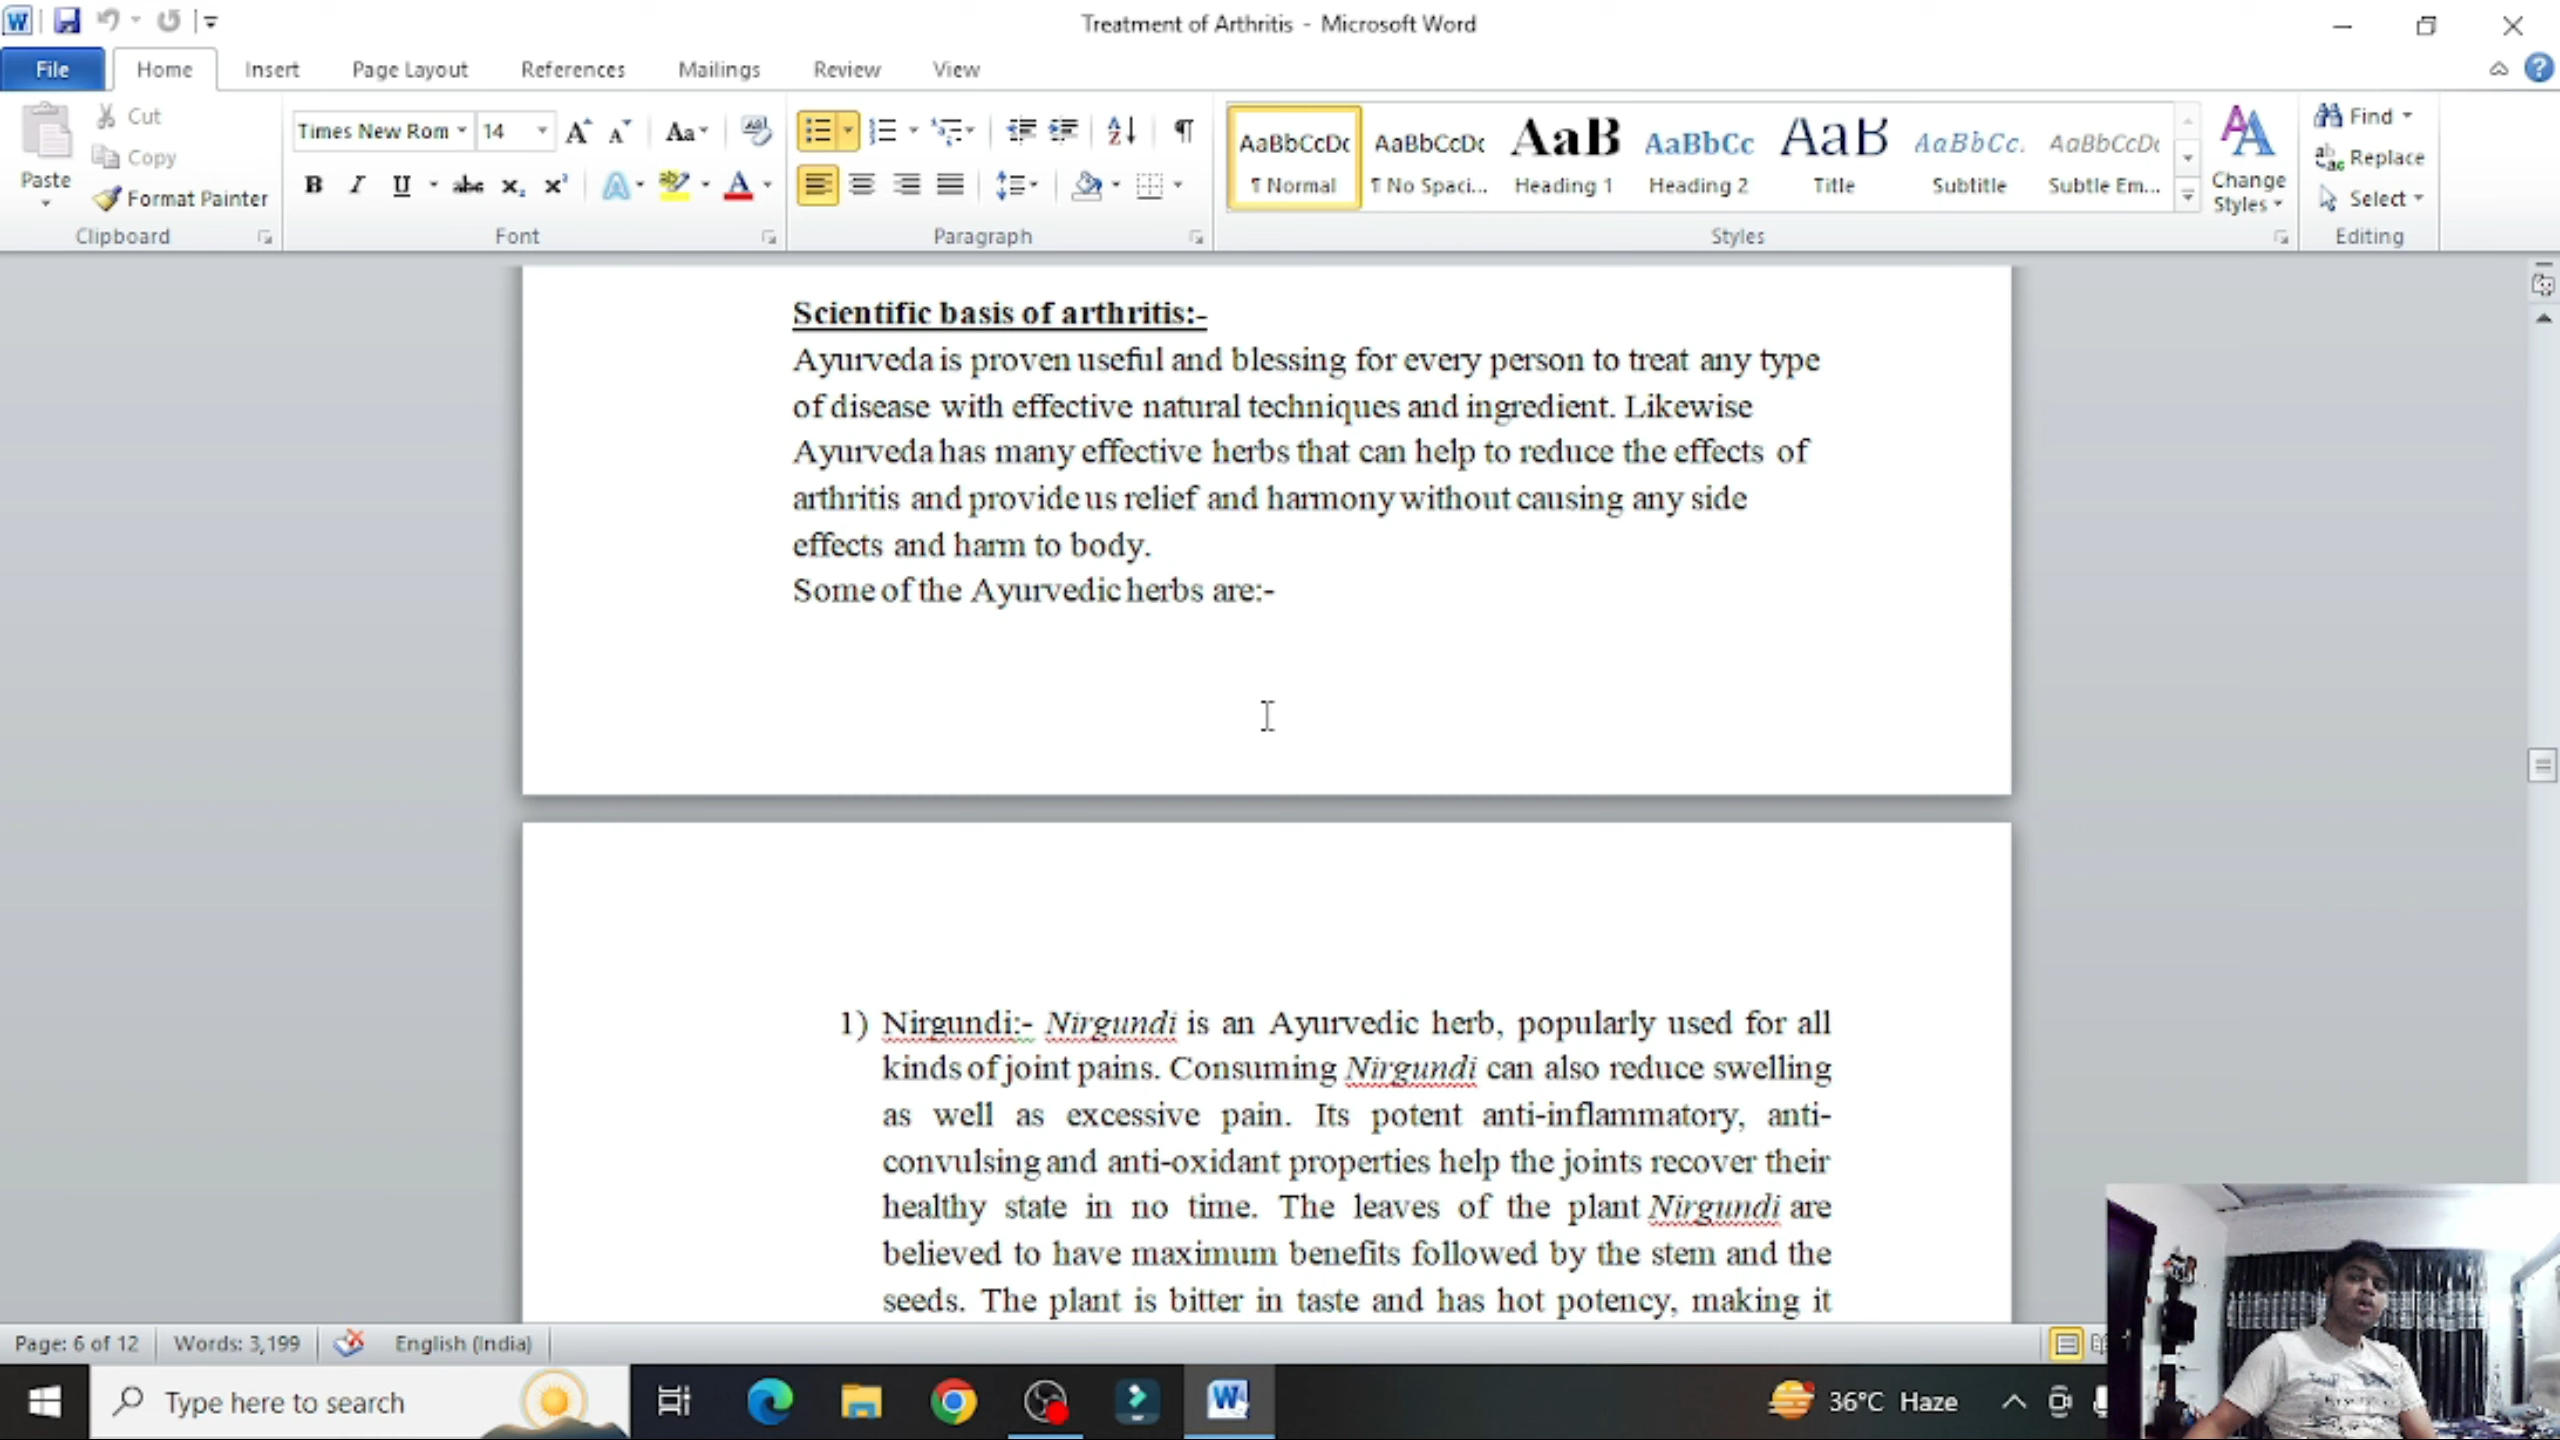 Treatment of Arthritis - Microsoft Word
File Home Insert Page Layout References Mailings Review View
Paste
Cut
Copy
Format Painter
Clipboard
Times New Rom 14
Font
Paragraph
AaBbCcDc AaBbCcDc AaB AaBbCc AaB AaBbCc. AaBbCcDc
¶ Normal ¶ No Spaci... Heading 1 Heading 2 Title Subtitle Subtle Em...
Change
Styles
Styles
Find
Replace
Select
Editing
Scientific basis of arthritis:-
Ayurveda is proven useful and blessing for every person to treat any type
of disease with effective natural techniques and ingredient. Likewise
Ayurveda has many effective herbs that can help to reduce the effects of
arthritis and provide us relief and harmony without causing any side
effects and harm to body.
Some of the Ayurvedic herbs are:-
1) Nirgundi:- Nirgundi is an Ayurvedic herb, popularly used for all
kinds of joint pains. Consuming Nirgundi can also reduce swelling
as well as excessive pain. Its potent anti-inflammatory, anti-
convulsing and anti-oxidant properties help the joints recover their
healthy state in no time. The leaves of the plant Nirgundi are
believed to have maximum benefits followed by the stem and the
seeds. The plant is bitter in taste and has hot potency, making it
Page: 6 of 12 Words: 3,199 English (India)
Type here to search
36°C Haze